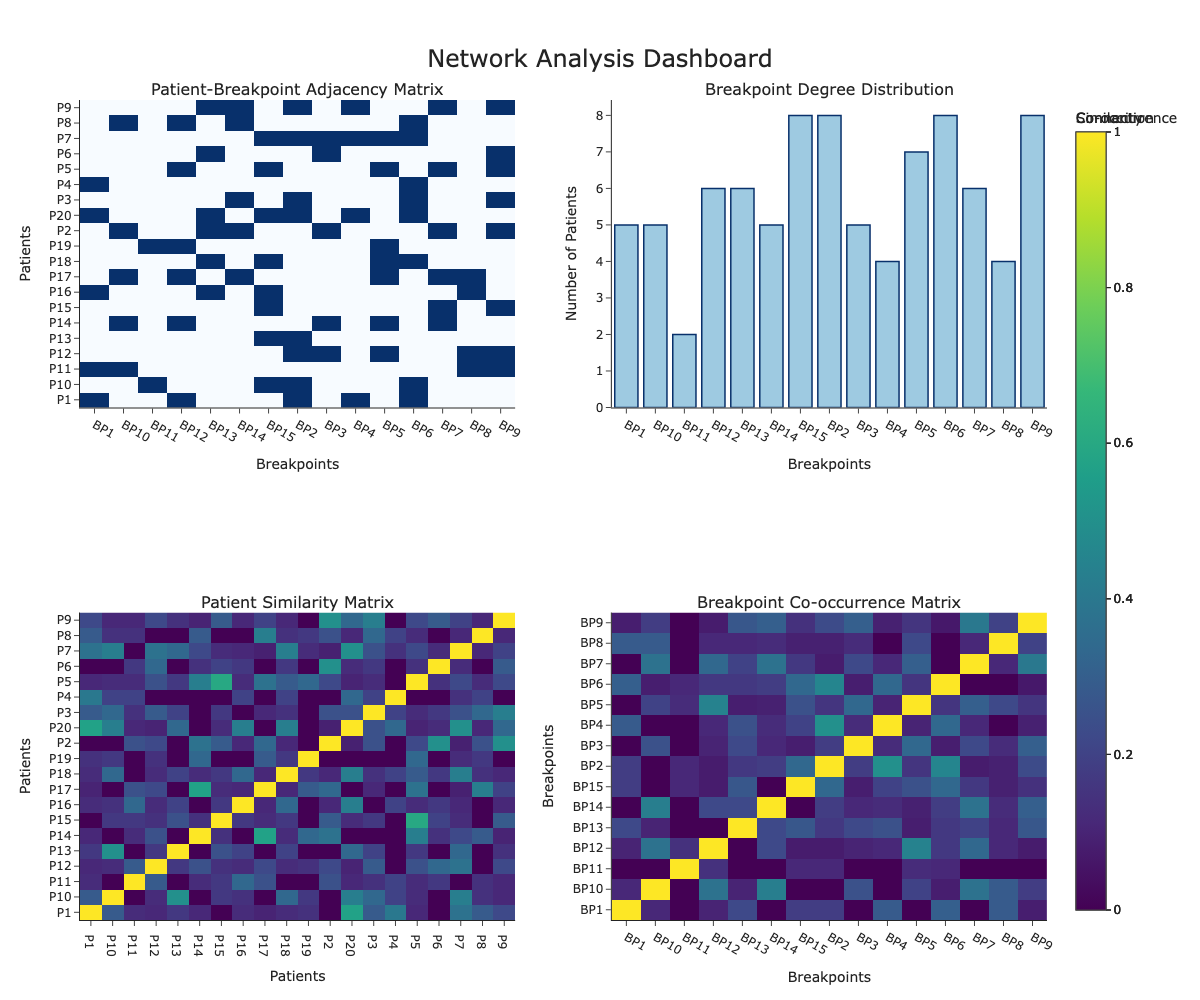 Network Analysis Dashboard
Patient-Breakpoint Adjacency Matrix
P9
P8
P7
P6
P5
P4
P3
P20
P2
P19
P18
P17
P16
P15
P14
P13
P12
P11
P10
P1
Patients
BP1 BP10 BP11 BP12 BP13 BP14 BP15 BP2 BP3 BP4 BP5 BP6 BP7 BP8 BP9
Breakpoints
Breakpoint Degree Distribution
8
7
6
5
4
3
2
1
0
Number of Patients
BP1 BP10 BP11 BP12 BP13 BP14 BP15 BP2 BP3 BP4 BP5 BP6 BP7 BP8 BP9
Breakpoints
1
0.8
0.6
0.4
0.2
0
Patient Similarity Matrix
P9
P8
P7
P6
P5
P4
P3
P20
P2
P19
P18
P17
P16
P15
P14
P13
P12
P11
P10
P1
Patients
P1 P10 P11 P12 P13 P14 P15 P16 P17 P18 P19 P2 P20 P3 P4 P5 P6 P7 P8 P9
Patients
Breakpoint Co-occurrence Matrix
BP9
BP8
BP7
BP6
BP5
BP4
BP3
BP2
BP15
BP14
BP13
BP12
BP11
BP10
BP1
Breakpoints
BP1 BP10 BP11 BP12 BP13 BP14 BP15 BP2 BP3 BP4 BP5 BP6 BP7 BP8 BP9
Breakpoints